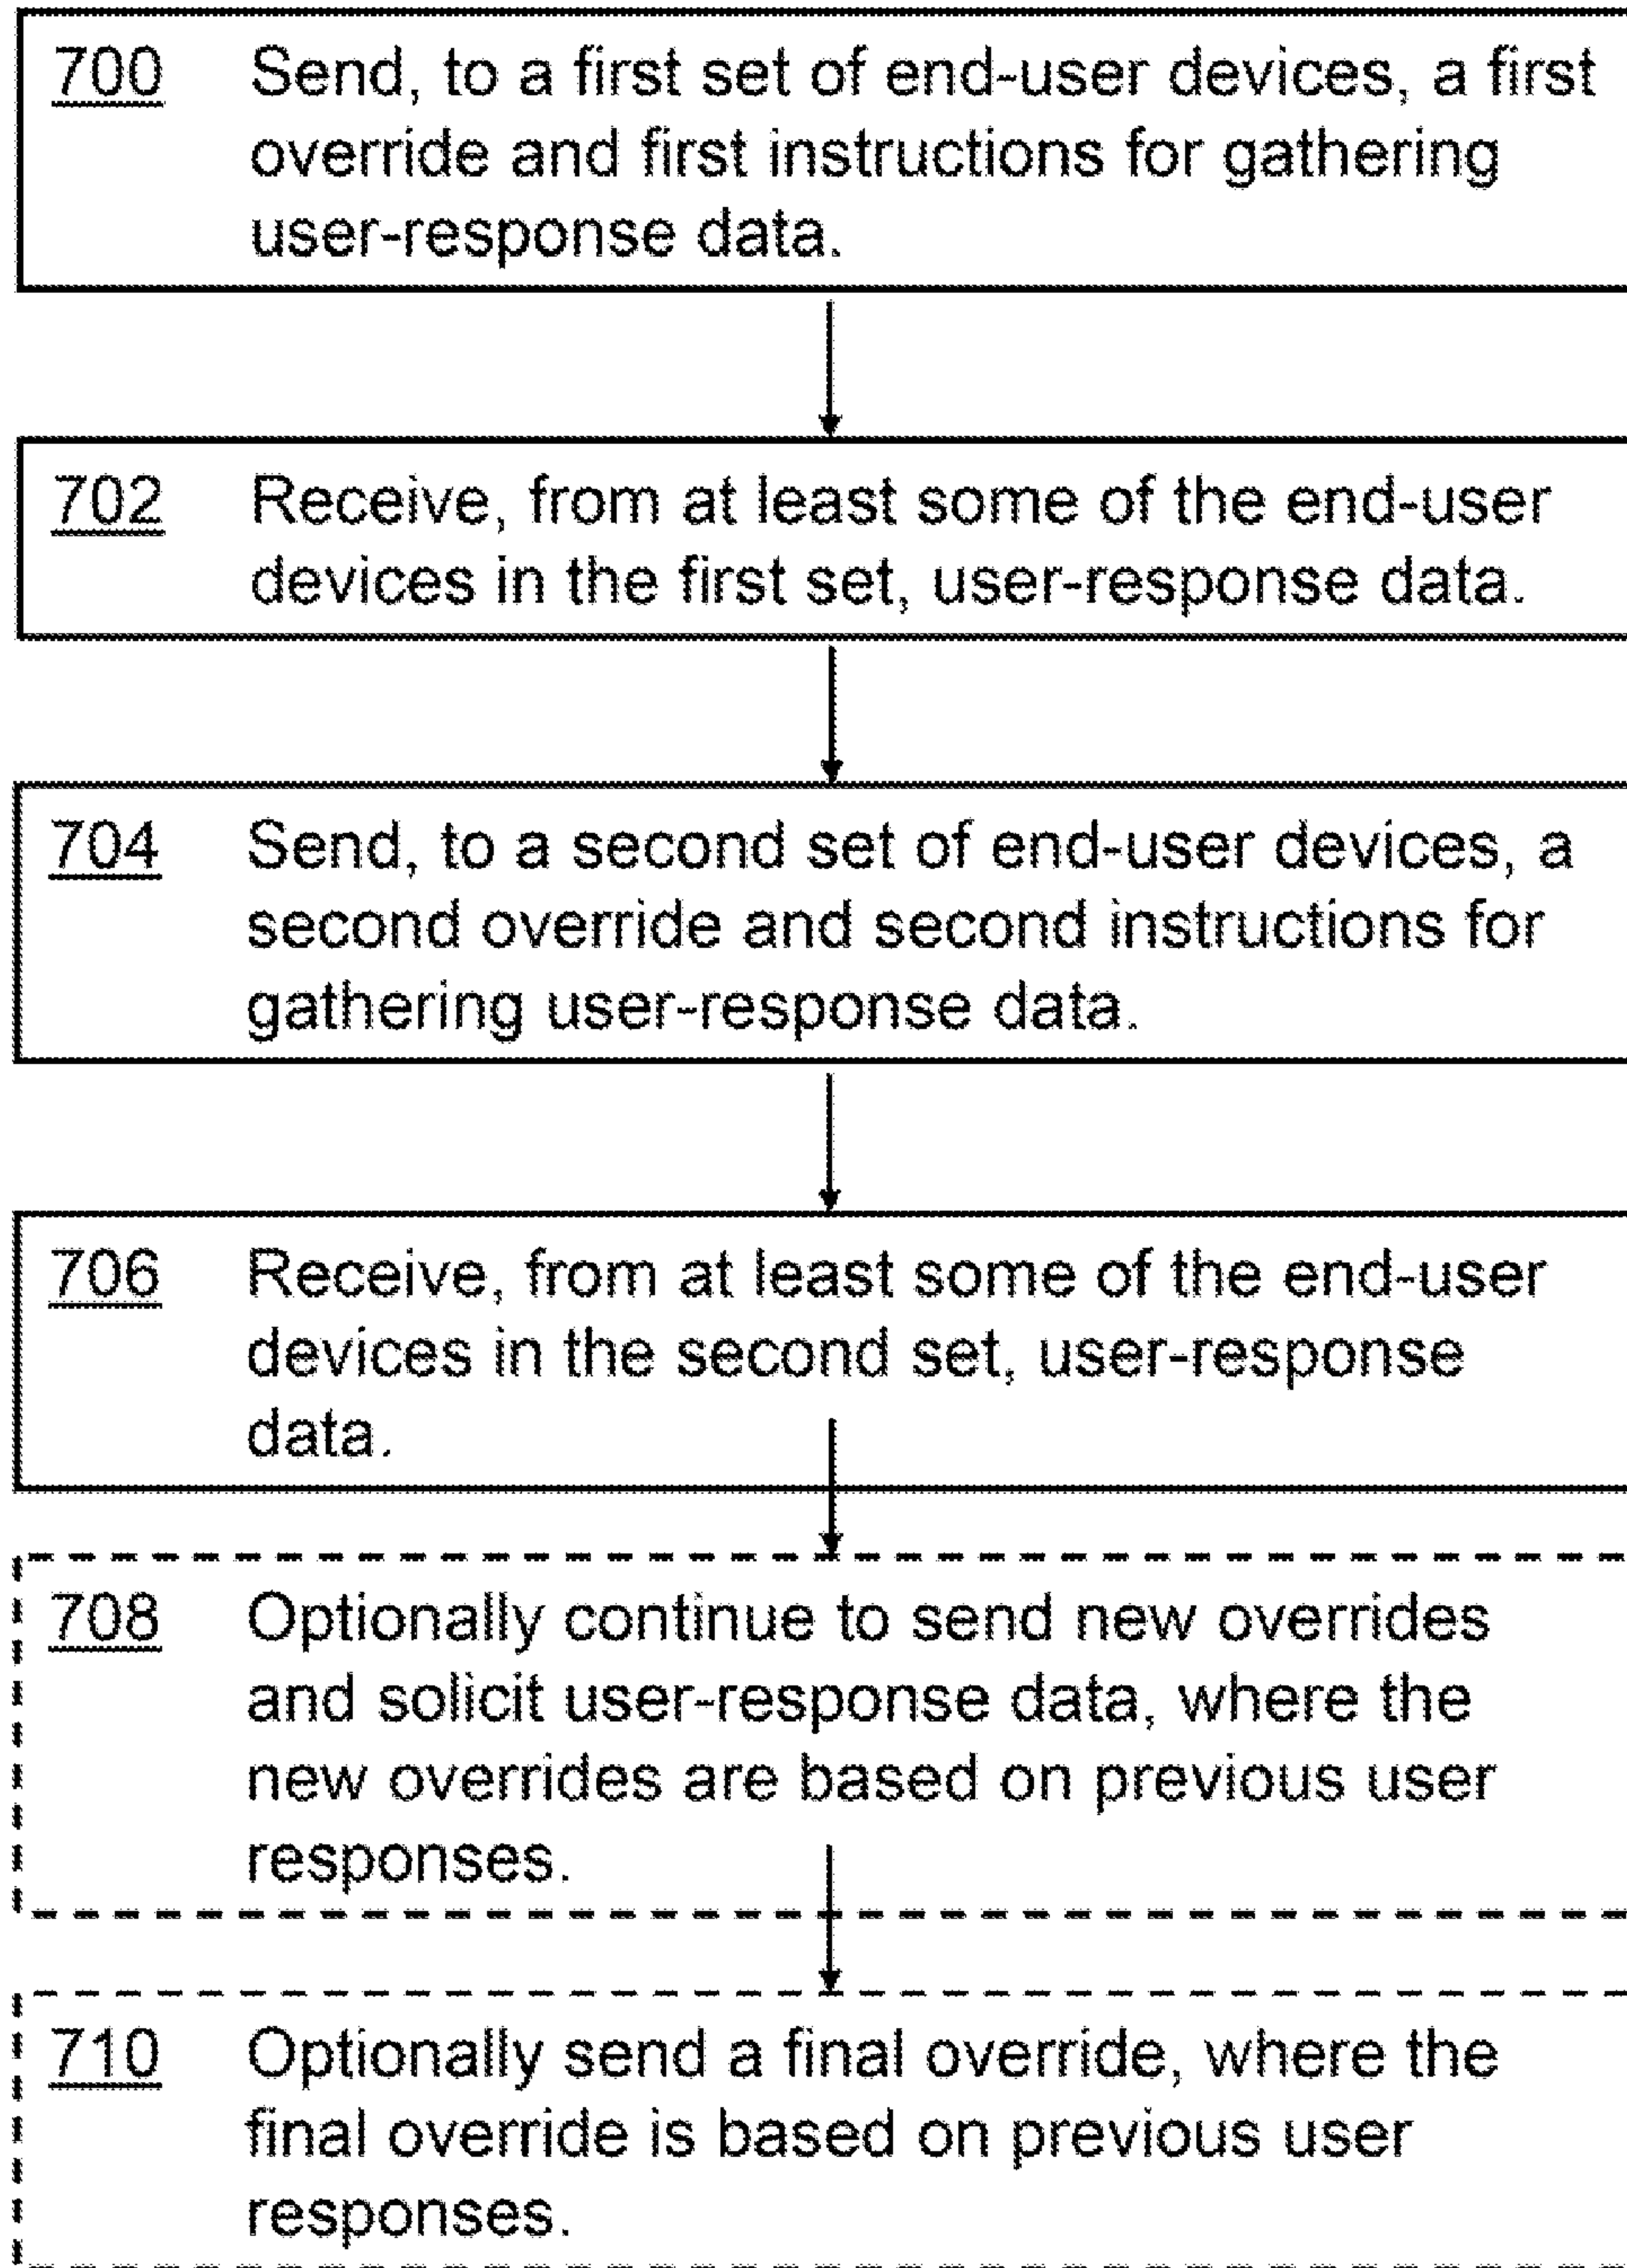 700 Send, to a first set of end-user devices, a first
override and first instructions for gathering
user-response data.
702 Receive, from at least some of the end-user
devices in the first set, user-response data.
704 Send, to a second set of end-user devices, a
second override and second instructions for
gathering user-response data.
706 Receive, from at least some of the end-user
devices in the second set, user-response
data.
708 Optionally continue to send new overrides
and solicit user-response data, where the
new overrides are based on previous user
responses.
710 Optionally send a final override, where the
final override is based on previous user
responses.